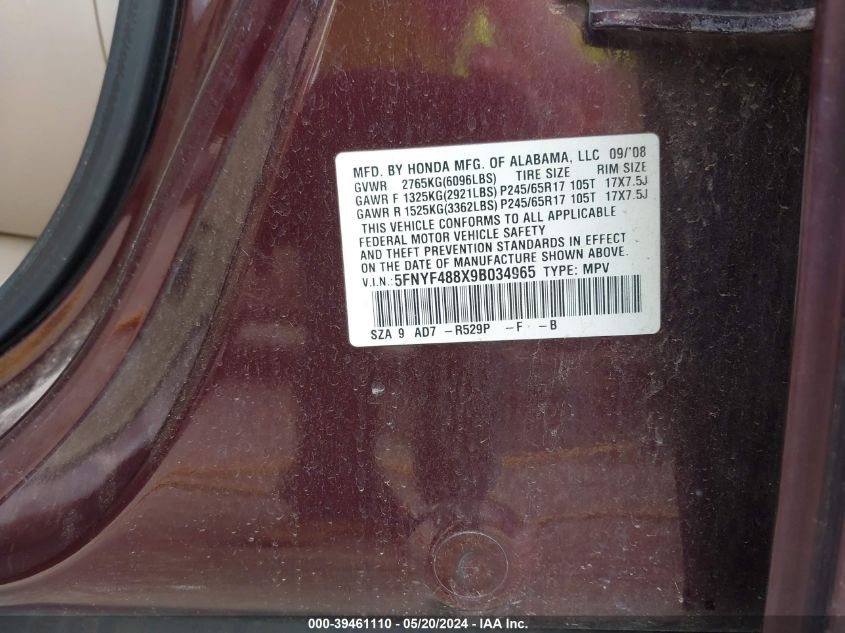 MFD. BY HONDA MFG. OF ALABAMA, LLC 09/'08
GVWR 2765KG(6096LBS) TIRE SIZE RIM SIZE
GAWR F 1325KG(2921LBS) P245/65R17 105T 17X7.5J
GAWR R 1525KG(3362LBS) P245/65R17 105T 17X7.5J
THIS VEHICLE CONFORMS TO ALL APPLICABLE
FEDERAL MOTOR VEHICLE SAFETY
AND THEFT PREVENTION STANDARDS IN EFFECT
ON THE DATE OF MANUFACTURE SHOWN ABOVE.
V.I.N.: 5FNYF488X9B034965 TYPE: MPV
SZA 9 AD7 -R529P -F -B
000-39461110 - 05/20/2024 - IAA Inc.